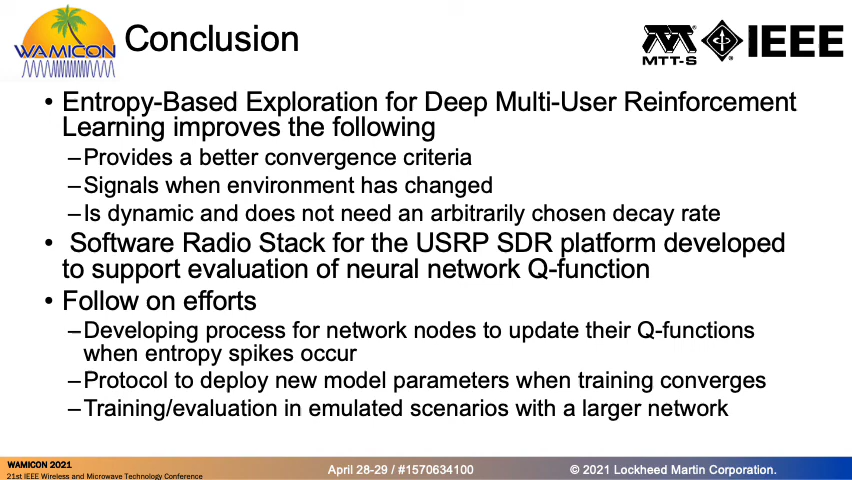 WAMICON
Conclusion
MTT-S
IEEE
• Entropy-Based Exploration for Deep Multi-User Reinforcement
Learning improves the following
–Provides a better convergence criteria
–Signals when environment has changed
–Is dynamic and does not need an arbitrarily chosen decay rate
• Software Radio Stack for the USRP SDR platform developed
to support evaluation of neural network Q-function
• Follow on efforts
–Developing process for network nodes to update their Q-functions
when entropy spikes occur
–Protocol to deploy new model parameters when training converges
–Training/evaluation in emulated scenarios with a larger network
WAMICON 2021
21st IEEE Wireless and Microwave Technology Conference
April 28-29 / #1570634100
© 2021 Lockheed Martin Corporation.